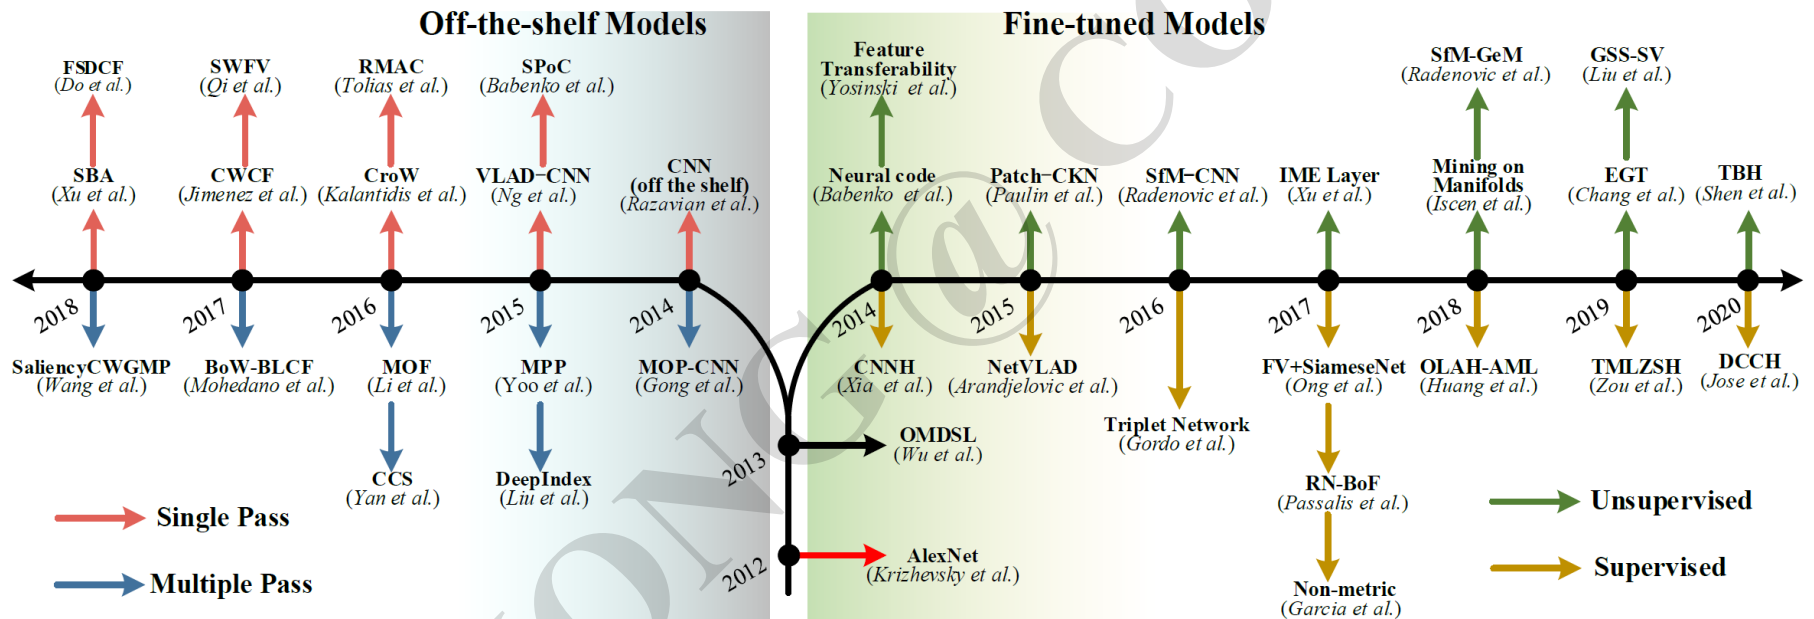 Off-the-shelf Models
Fine-tuned Models
FSDCF
(Do et al.)
SWFV
(Qi et al.)
RMAC
(Tolias et al.)
SPoC
(Babenko et al.)
Feature
Transferability
(Yosinski et al.)
SfM-GeM
(Radenovic et al.)
GSS-SV
(Liu et al.)
SBA
(Xu et al.)
CWCF
(Jimenez et al.)
CroW
(Kalantidis et al.)
VLAD-CNN
(Ng et al.)
CNN
(off the shelf)
(Razavian et al.)
Neural code
(Babenko et al.)
Patch-CKN
(Paulin et al.)
SfM-CNN
(Radenovic et al.)
IME Layer
(Xu et al.)
Mining on
Manifolds
(Iscen et al.)
EGT
(Chang et al.)
TBH
(Shen et al.)
2018
2017
2016
2015
2014
2014
2015
2016
2017
2018
2019
2020
SaliencyCWGMP
(Wang et al.)
BoW-BLCF
(Mohedano et al.)
MOF
(Li et al.)
MPP
(Yoo et al.)
MOP-CNN
(Gong et al.)
CNNH
(Xia et al.)
NetVLAD
(Arandjelovic et al.)
Triplet Network
(Gordo et al.)
FV+SiameseNet
(Ong et al.)
OLAH-AML
(Huang et al.)
TMLZSH
(Zou et al.)
DCCH
(Jose et al.)
2013
OMDSL
(Wu et al.)
CCS
(Yan et al.)
DeepIndex
(Liu et al.)
RN-BoF
(Passalis et al.)
Single Pass
Multiple Pass
2012
AlexNet
(Krizhevsky et al.)
Non-metric
(Garcia et al.)
Unsupervised
Supervised
ONG @ CO